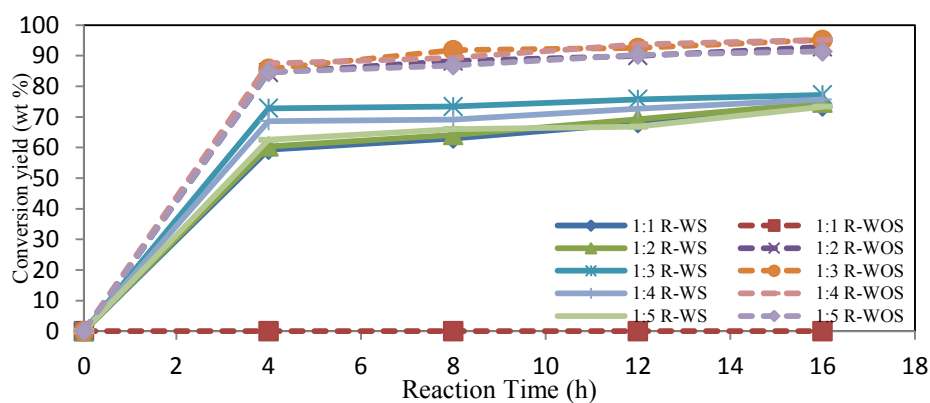 100
90
80
70
60
50
40
30
20
10
0
Conversion yield (wt %)
1:1 R-WS 1:1 R-WOS
1:2 R-WS 1:2 R-WOS
1:3 R-WS 1:3 R-WOS
1:4 R-WS 1:4 R-WOS
1:5 R-WS 1:5 R-WOS
0 2 4 6 8 10 12 14 16 18
Reaction Time (h)